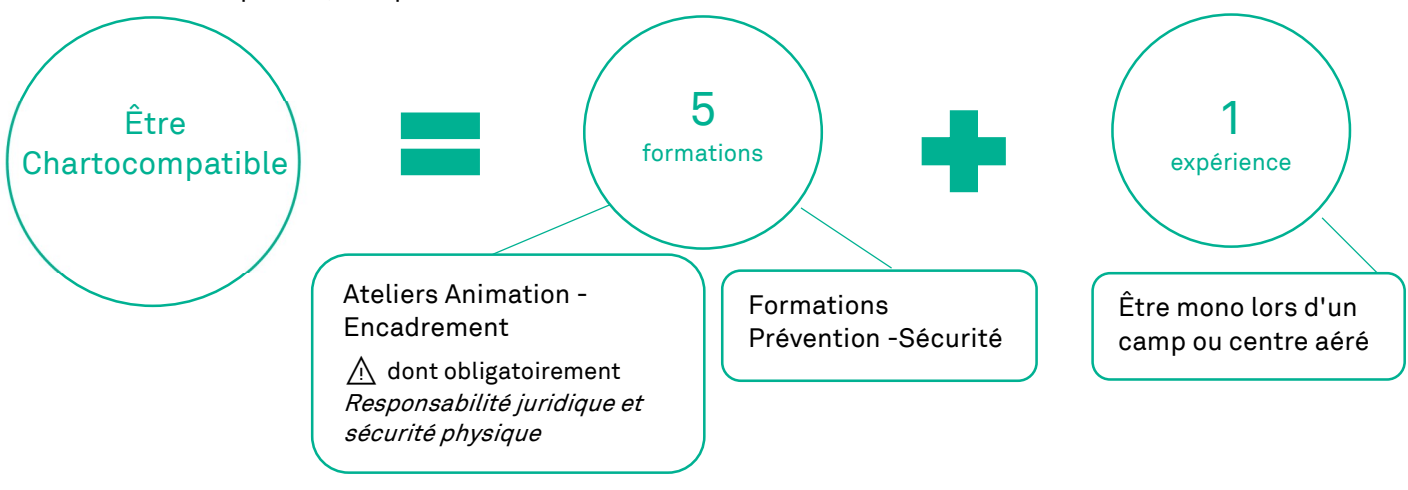 Être
Chartocompatible
5
formations
1
expérience
Ateliers Animation -
Encadrement
⚠ dont obligatoirement
Responsabilité juridique et
sécurité physique
Formations
Prévention -Sécurité
Être mono lors d'un
camp ou centre aéré